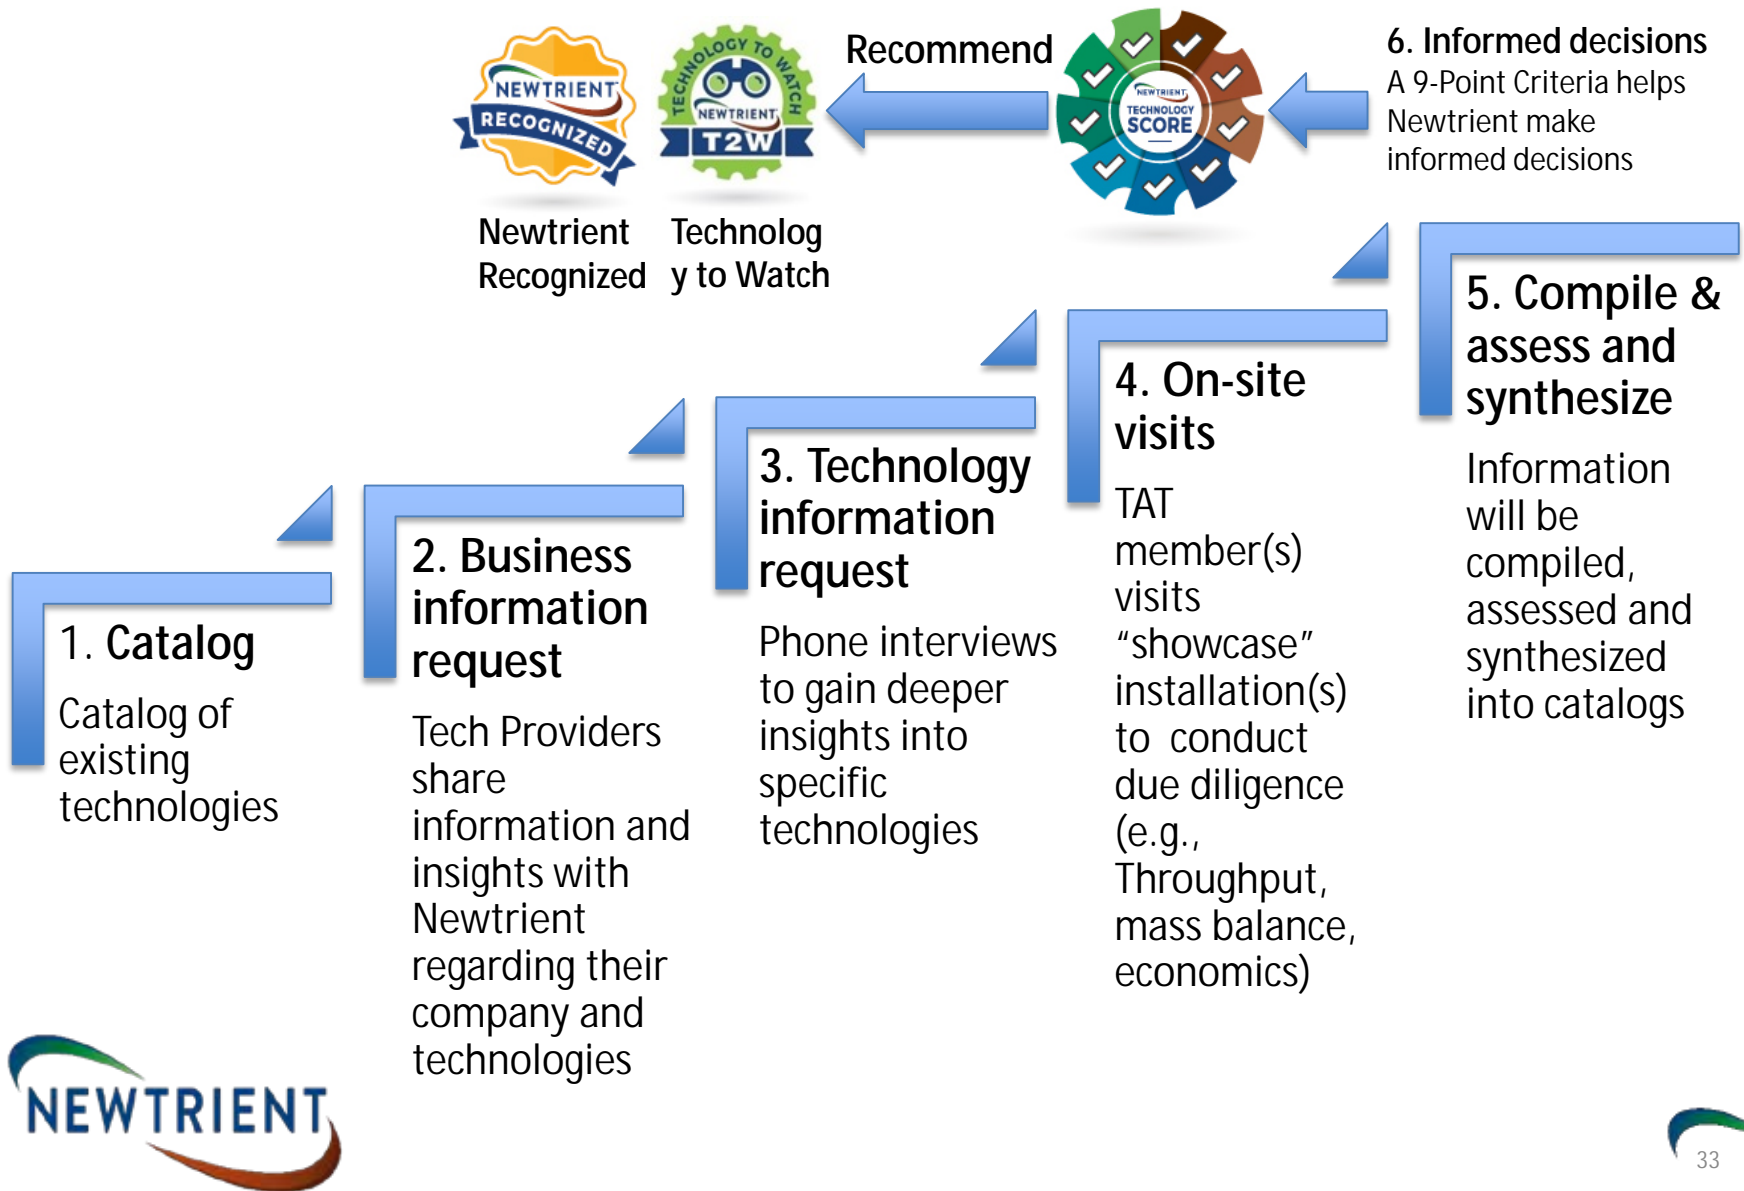 NEWTRIENT
RECOGNIZED
TECHNOLOGY TO WATCH
NEWTRIENT
T2W
Recommend
NEWTRIENT
TECHNOLOGY
SCORE
6. Informed decisions
A 9-Point Criteria helps
Newtrient make
informed decisions
Newtrient
Recognized
Technolog
y to Watch
1. Catalog
Catalog of
existing
technologies
2. Business
information
request
Tech Providers
share
information and
insights with
Newtrient
regarding their
company and
technologies
3. Technology
information
request
Phone interviews
to gain deeper
insights into
specific
technologies
4. On-site
visits
TAT
member(s)
visits
“showcase”
installation(s)
to  conduct
due diligence
(e.g.,
Throughput,
mass balance,
economics)
5. Compile &
assess and
synthesize
Information
will be
compiled,
assessed and
synthesized
into catalogs
NEWTRIENT
33